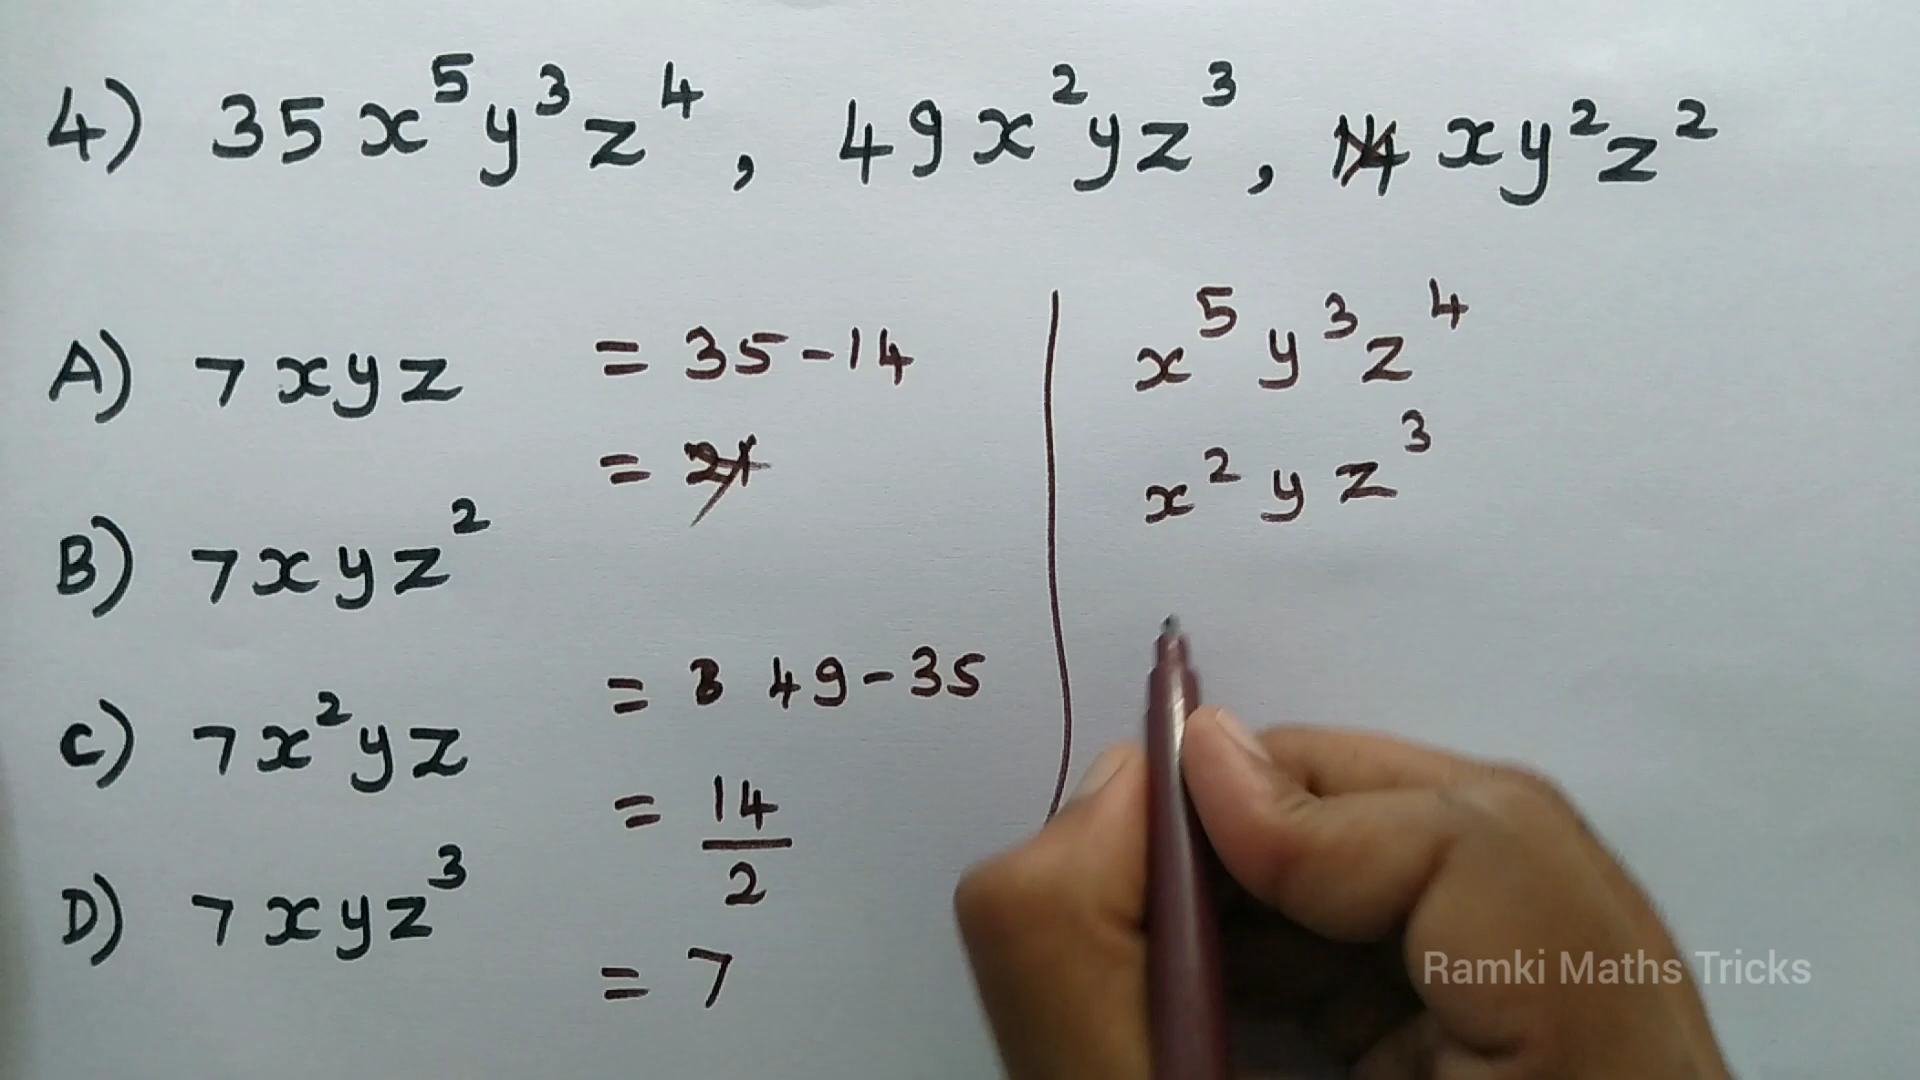 4) 35x⁵y³z⁴, 49x²yz³, 14xy²z²
A) 7xyz
B) 7xyz²
C) 7x²yz
D) 7xyz³
= 35-14
= 21
= 3 49-35
= 14/2
= 7
x⁵y³z⁴
x²yz³
Ramki Maths Tricks